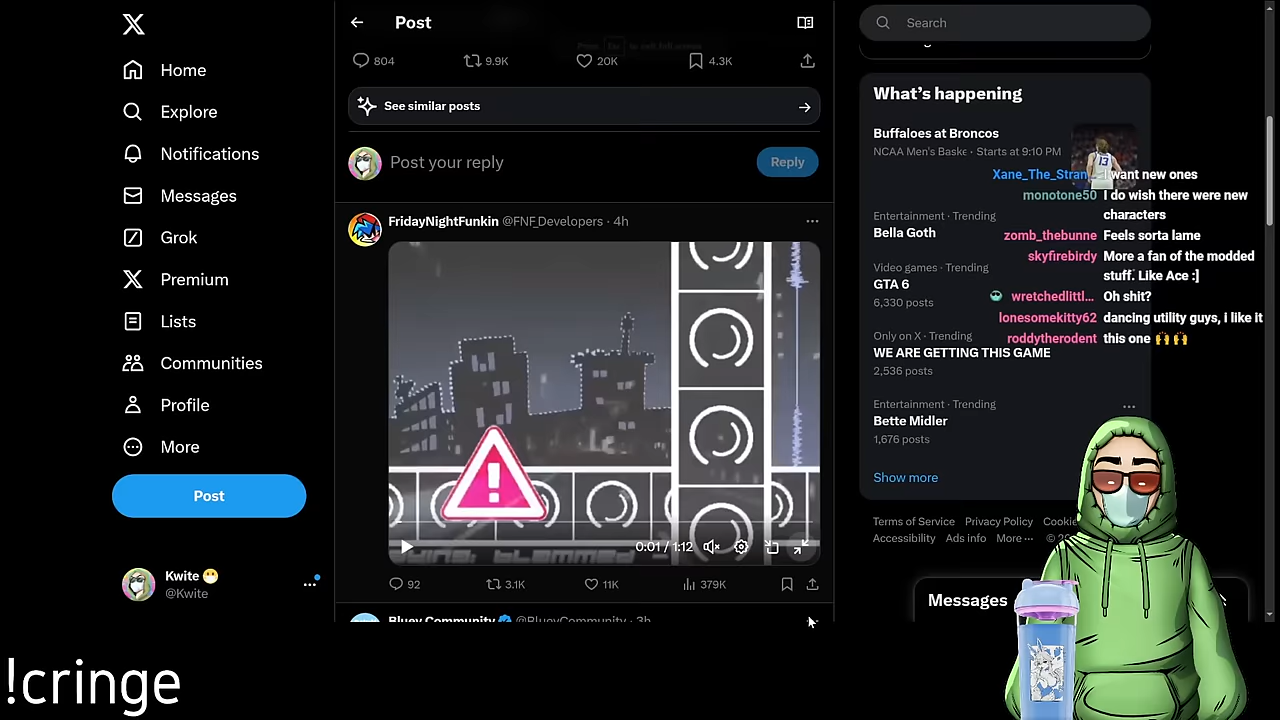 Home
Explore
Notifications
Messages
Grok
Premium
Lists
Communities
Profile
More
Post
Kwite
@Kwite
!cringe
Post
804
9.9K
20K
4.3K
See similar posts
Post your reply
Reply
FridayNightFunkin @FNF_Developers · 4h
!
0:01 / 1:12
92
3.1K
11K
379K
Bluey Community @BlueyCommunity · 3h
Search
What's happening
Buffaloes at Broncos
NCAA Men's Baske · Starts at 9:10 PM
13
Entertainment · Trending
Bella Goth
Video games · Trending
GTA 6
6,330 posts
Only on X · Trending
WE ARE GETTING THIS GAME
2,536 posts
Entertainment · Trending
Bette Midler
1,676 posts
Show more
Terms of Service Privacy Policy
Accessibility Ads info More
Messages
Xane_The_Stran... I want new ones
monotone50 I do wish there were new
characters
zomb_thebunne Feels sorta lame
skyfirebirdy More a fan of the modded
stuff. Like Ace :]
wretchedlittl... Oh shit?
lonesomekitty62 dancing utility guys, i like it
roddytherodent this one 🙌 🙌